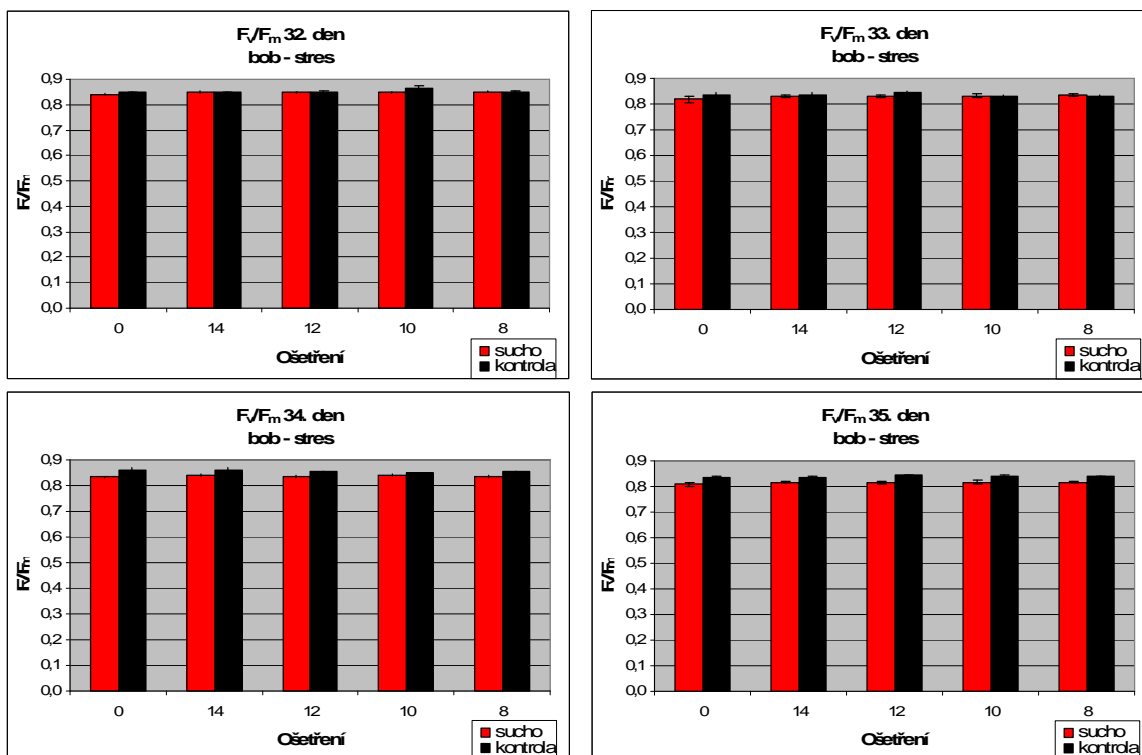 Fv/Fm 32. den
bob - stres
0,9
0,8
0,7
0,6
0,5
0,4
0,3
0,2
0,1
0,0
Fv/Fm
0 14 12 10 8
Ošetření
sucho
kontrola
Fv/Fm 33. den
bob - stres
0,9
0,8
0,7
0,6
0,5
0,4
0,3
0,2
0,1
0,0
Fv/Fm
0 14 12 10 8
Ošetření
sucho
kontrola
Fv/Fm 34. den
bob - stres
0,9
0,8
0,7
0,6
0,5
0,4
0,3
0,2
0,1
0,0
Fv/Fm
0 14 12 10 8
Ošetření
sucho
kontrola
Fv/Fm 35. den
bob - stres
0,9
0,8
0,7
0,6
0,5
0,4
0,3
0,2
0,1
0,0
Fv/Fm
0 14 12 10 8
Ošetření
sucho
kontrola